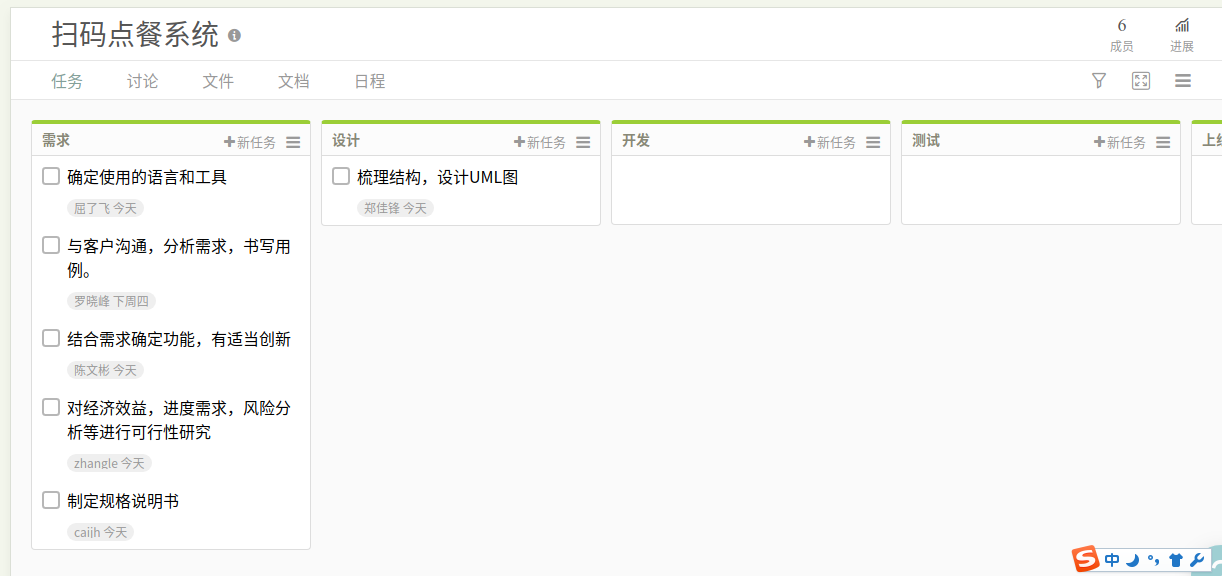 扫码点餐系统
6
成员
进展
任务 讨论 文件 文档 日程
需求 新任务
确定使用的语言和工具
屈了飞 今天
与客户沟通，分析需求，书写用
例。
罗晓峰 下周四
结合需求确定功能，有适当创新
陈文彬 今天
对经济效益，进度需求，风险分
析等进行可行性研究
zhangle 今天
制定规格说明书
caijh 今天
设计 新任务
梳理结构，设计UML图
郑佳锋 今天
开发 新任务
测试 新任务
上
中